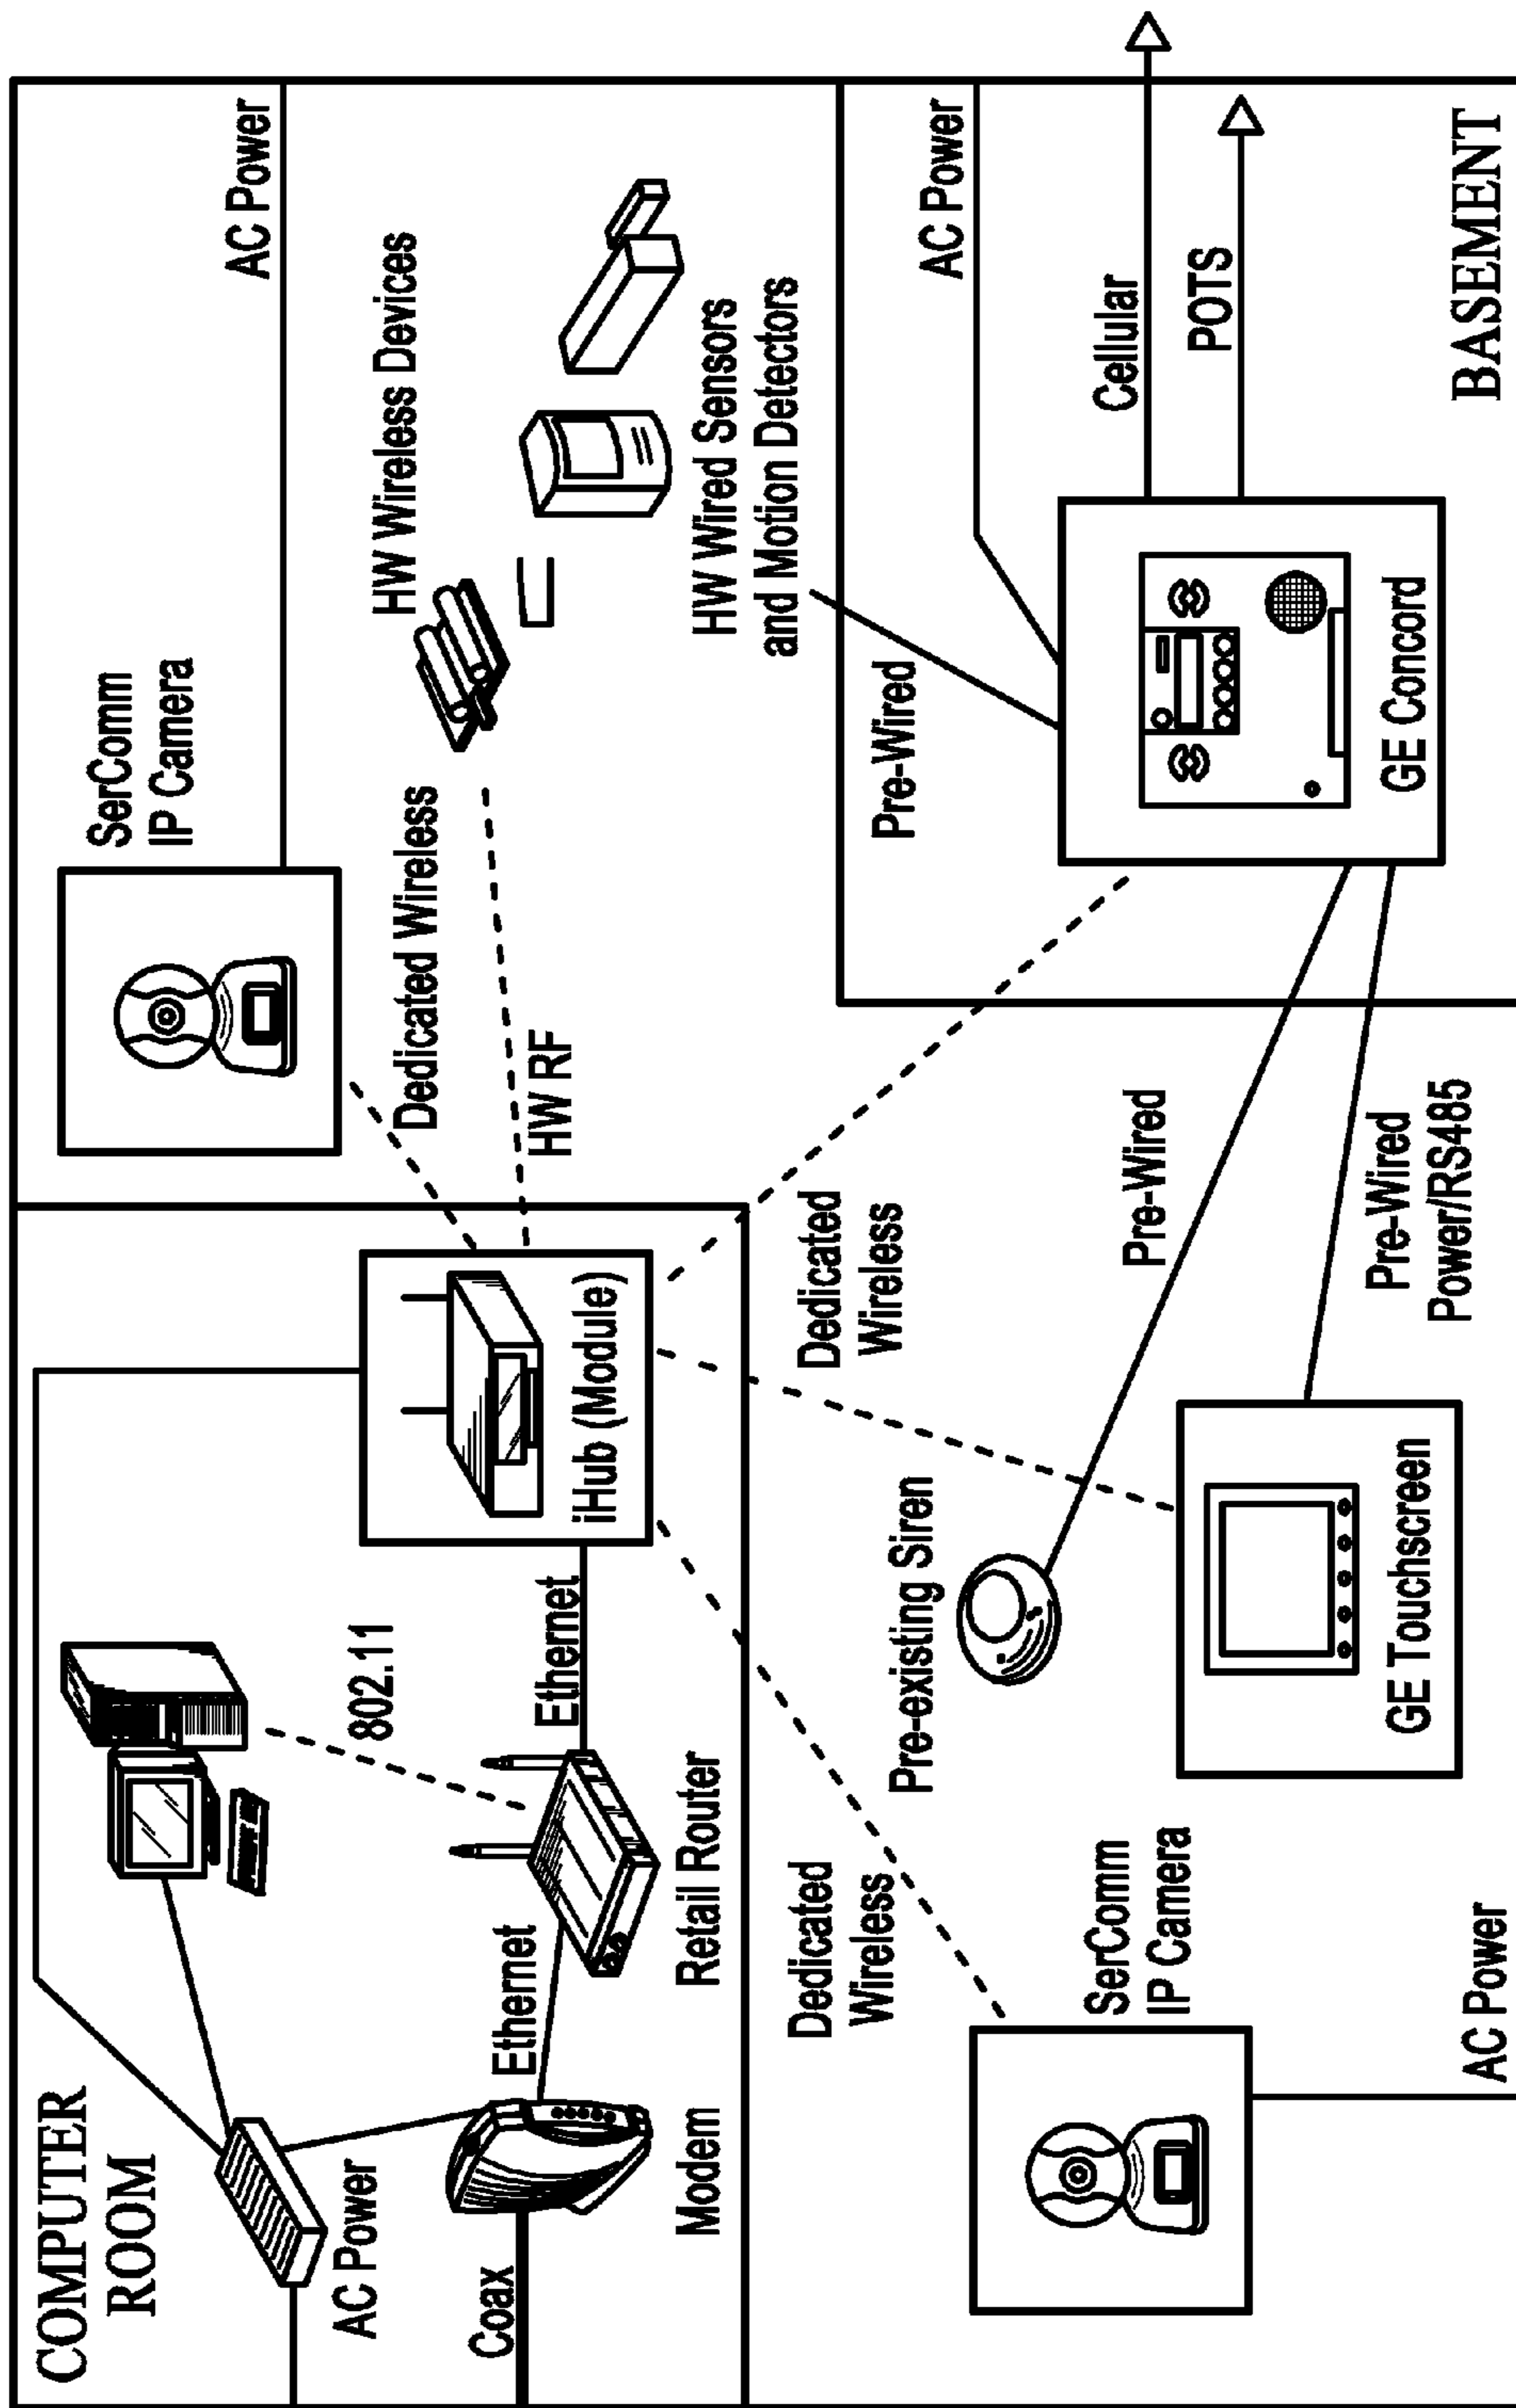 COMPUTER
ROOM
AC Power
Coax
Modem
Ethernet
Retail Router
802.11
Ethernet
iHub (Module)
SerComm
IP Camera
AC Power
Dedicated Wireless
HW RF
HW Wireless Devices
HW Wired Sensors
and Motion Detectors
Dedicated
Wireless
SerComm
IP Camera
AC Power
Pre-existing Siren
GE Touchscreen
Dedicated
Wireless
Pre-Wired
Pre-Wired
Power/RS485
Pre-Wired
GE Concord
AC Power
Cellular
POTS
BASEMENT